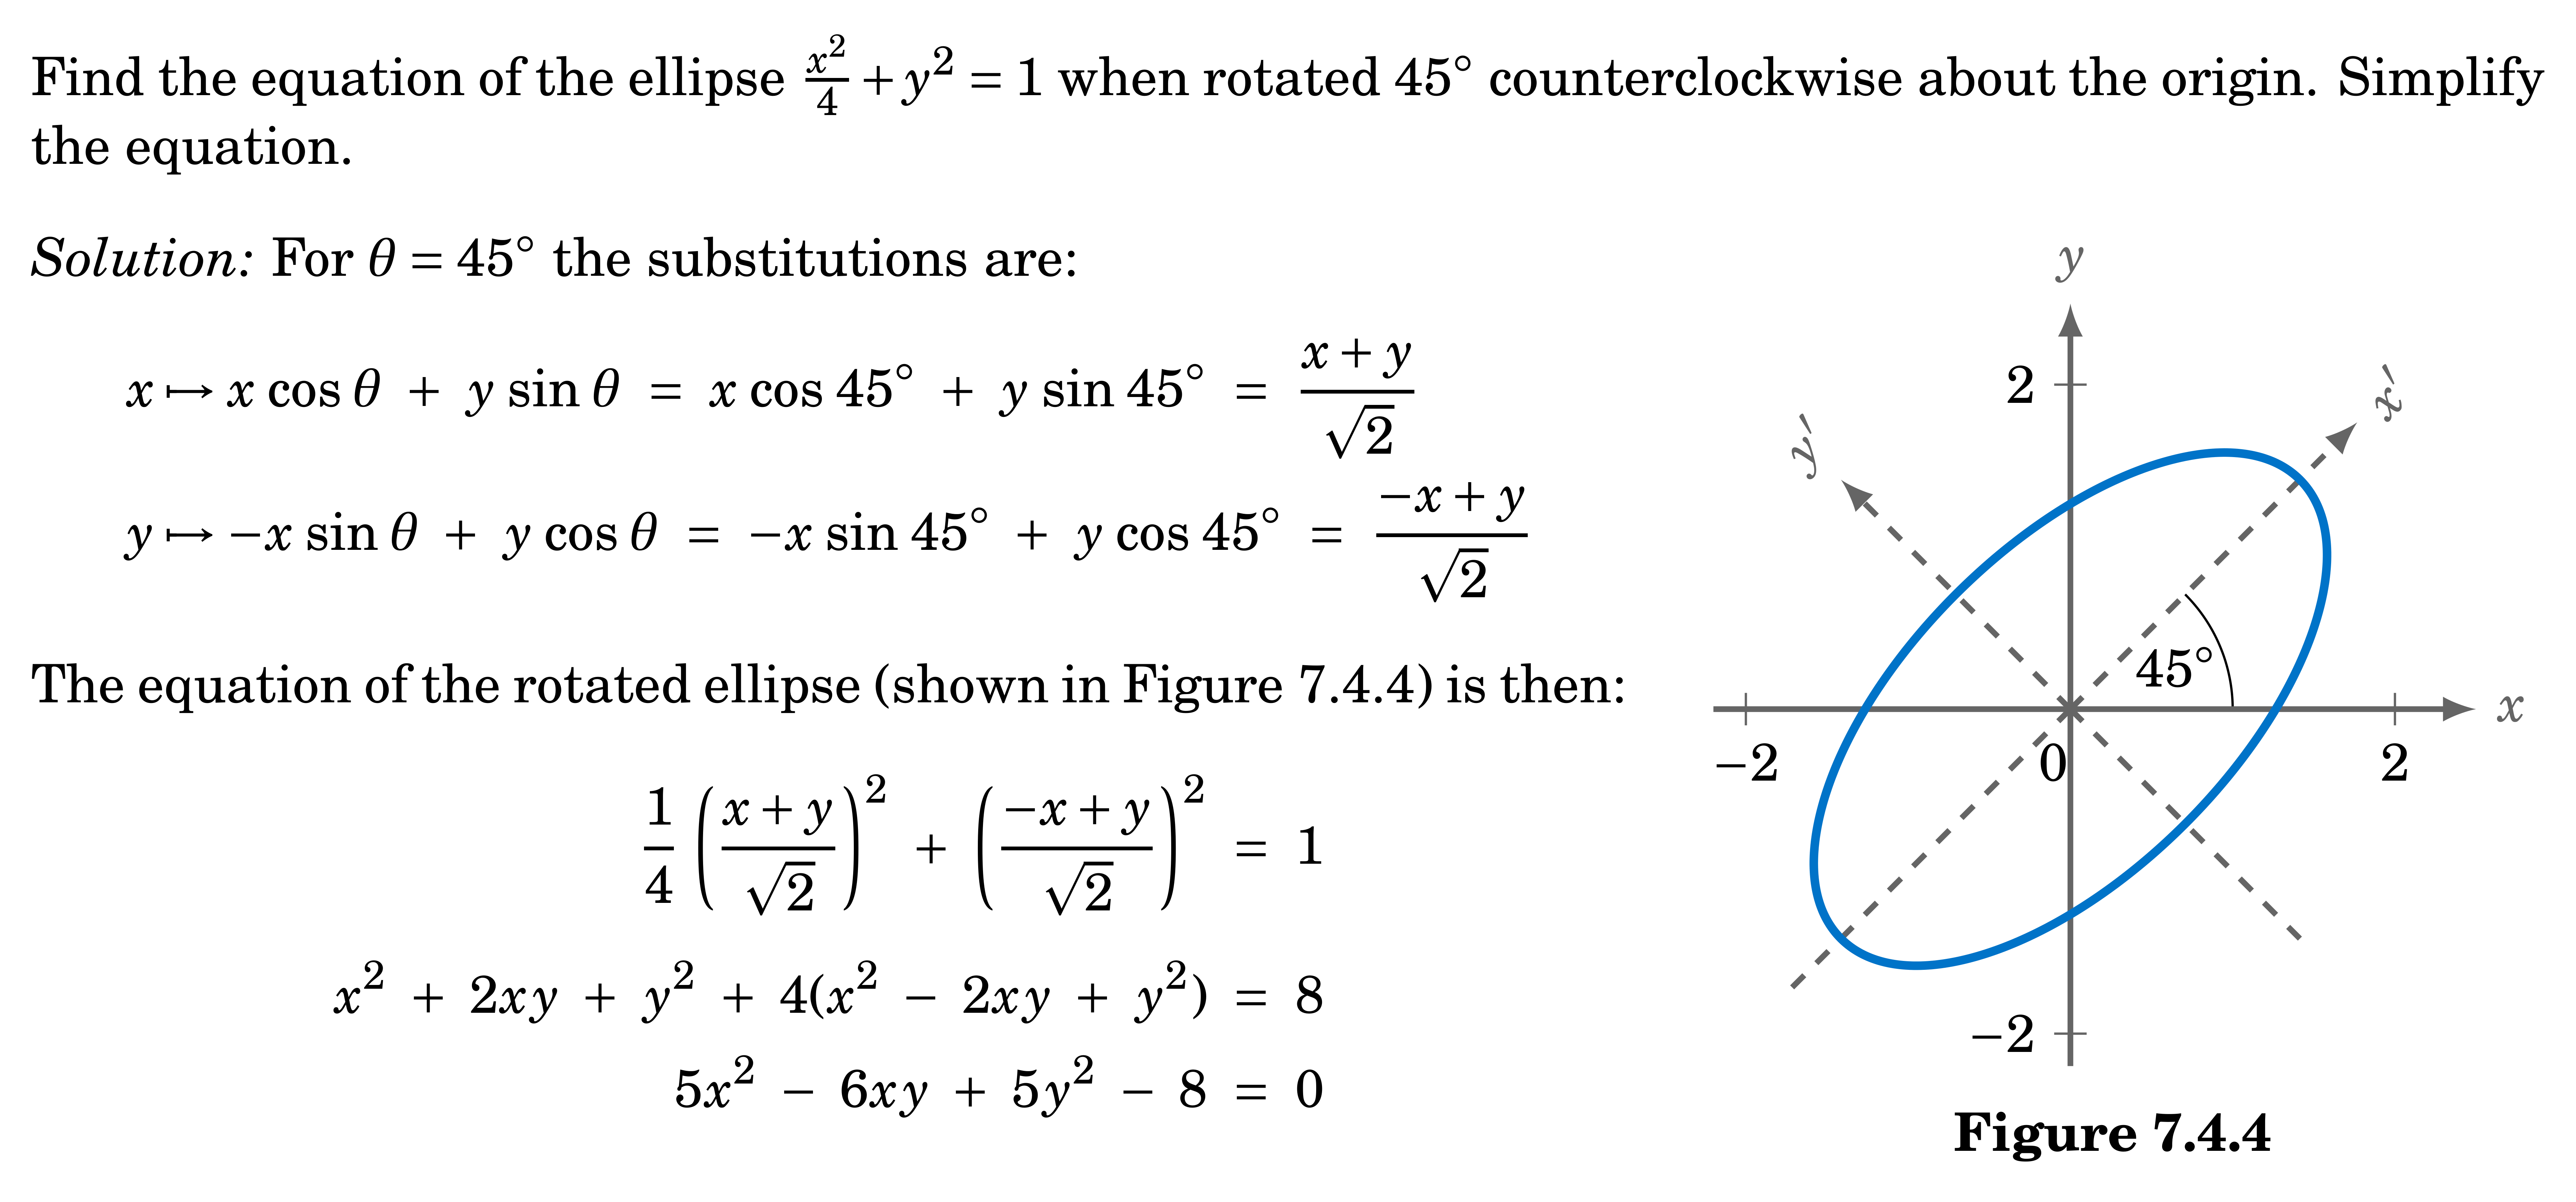 Find the equation of the ellipse $\frac{x^2}{4} + y^2 = 1$ when rotated 45° counterclockwise about the origin. Simplify
the equation.
Solution: For θ = 45° the substitutions are:
$x \mapsto x \cos θ + y \sin θ = x \cos 45° + y \sin 45° = \frac{x + y}{\sqrt{2}}$
$y \mapsto -x \sin θ + y \cos θ = -x \sin 45° + y \cos 45° = \frac{-x + y}{\sqrt{2}}$
The equation of the rotated ellipse (shown in Figure 7.4.4) is then:
$\frac{1}{4} \left(\frac{x + y}{\sqrt{2}}\right)^2 + \left(\frac{-x + y}{\sqrt{2}}\right)^2 = 1$
$x^2 + 2xy + y^2 + 4(x^2 - 2xy + y^2) = 8$
$5x^2 - 6xy + 5y^2 - 8 = 0$
y
x′
2
y′
45°
x
−2
0
2
−2
Figure 7.4.4